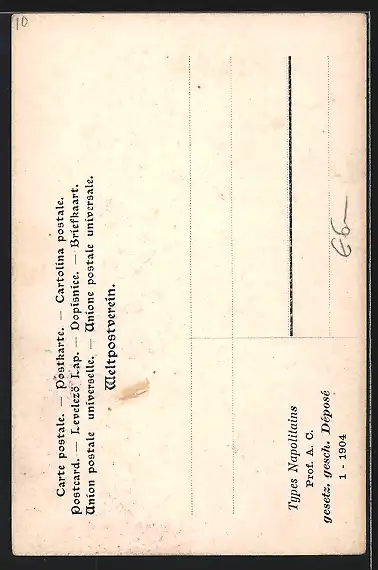 10
Carte postale. — Postkarte. — Cartolina postale.
Postcard. — Levelező Lap. — Dopisnice. — Briefkaart.
Union postale universelle. — Unione postale universale.
Weltpostverein.
Types Napolitains
Prof. A. C.
gesetz. gesch. Déposé
1 - 1904